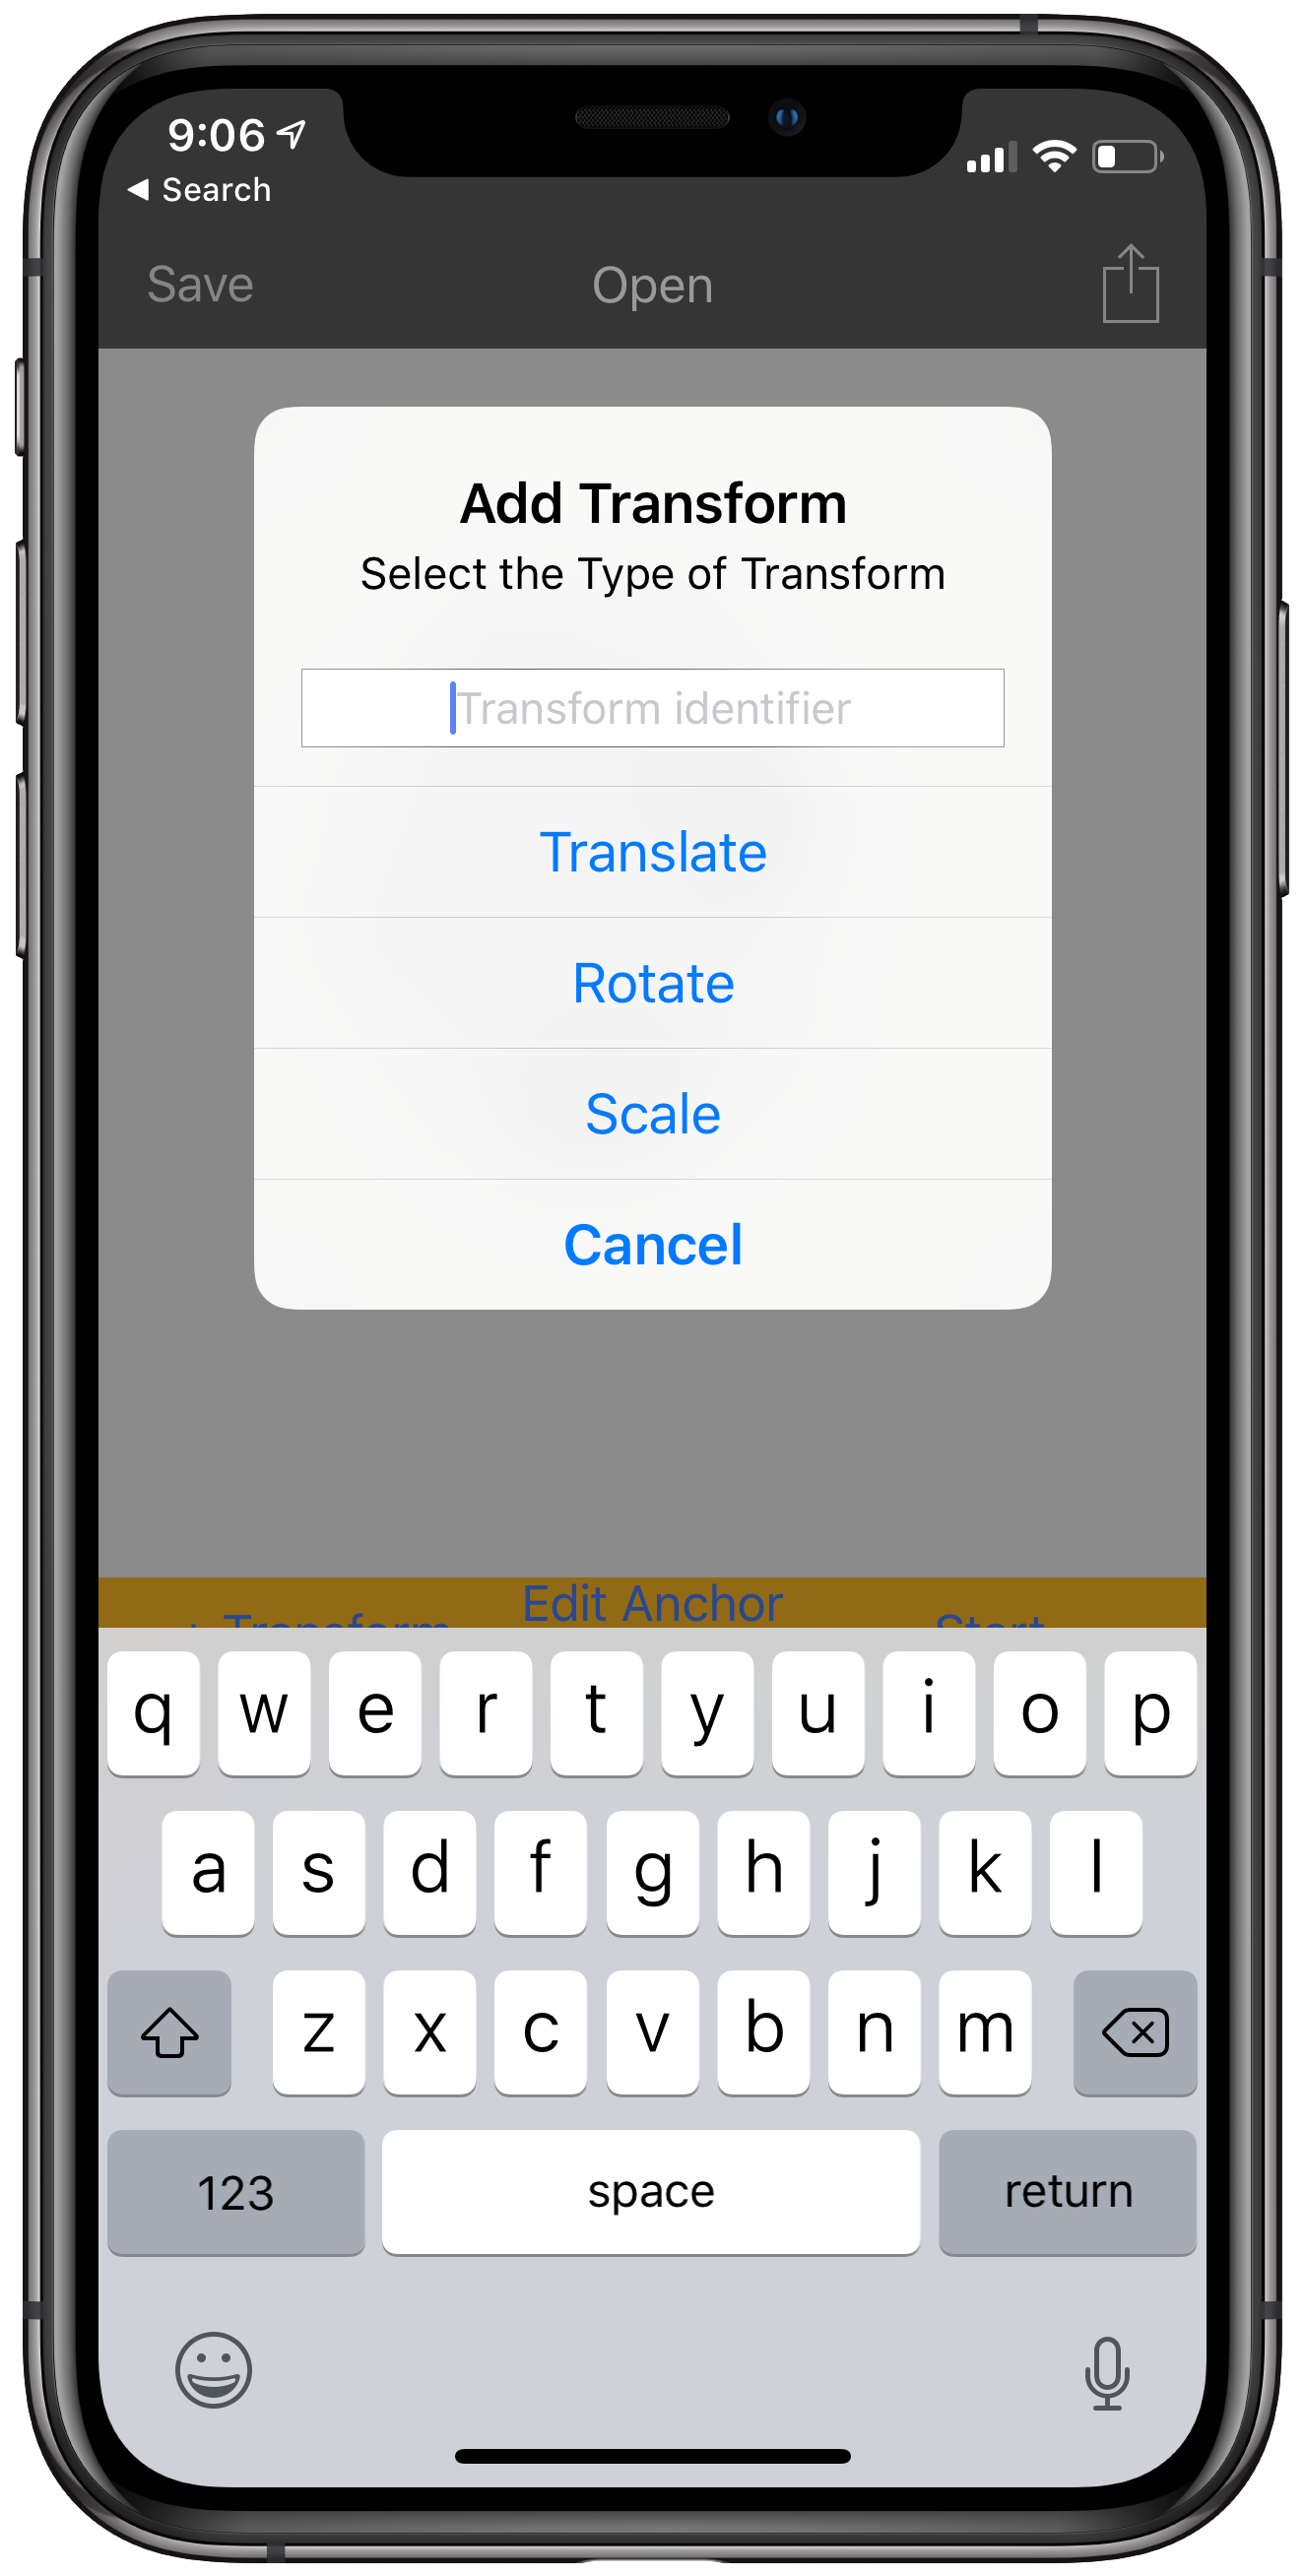 9:06
Search
Save Open
Add Transform
Select the Type of Transform
Transform identifier
Translate
Rotate
Scale
Cancel
Edit Anchor
+ Transform Start
q w e r t y u i o p
a s d f g h j k l
z x c v b n m
123 space return